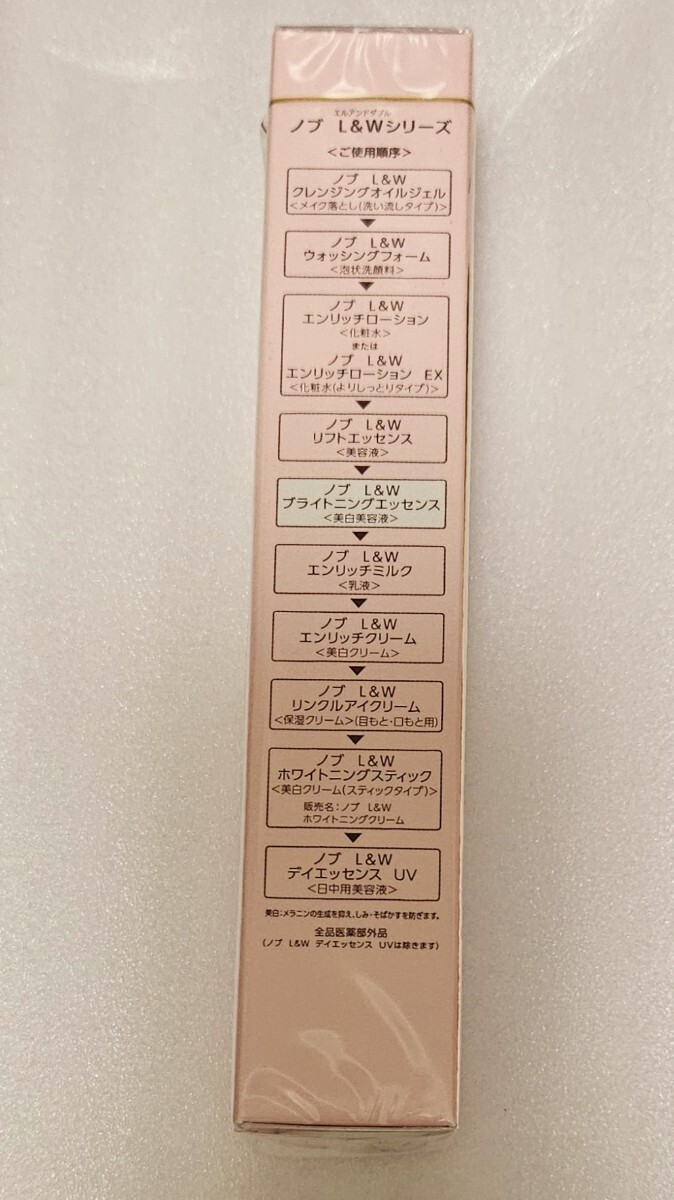 エルアンドダブル
ノブ L&Wシリーズ
<ご使用順序>
ノブ L&W
クレンジングオイルジェル
<メイク落とし(洗い流しタイプ)>
ノブ L&W
ウォッシングフォーム
<泡状洗顔料>
ノブ L&W
エンリッチローション
<化粧水>
または
ノブ L&W
エンリッチローション EX
<化粧水(よりしっとりタイプ)>
ノブ L&W
リフトエッセンス
<美容液>
ノブ L&W
ブライトニングエッセンス
<美白美容液>
ノブ L&W
エンリッチミルク
<乳液>
ノブ L&W
エンリッチクリーム
<美白クリーム>
ノブ L&W
リンクルアイクリーム
<保湿クリーム>(目もと・口もと用)
ノブ L&W
ホワイトニングスティック
<美白クリーム(スティックタイプ)>
販売名:ノブ L&W
ホワイトニングクリーム
ノブ L&W
デイエッセンス UV
<日中用美容液>
美白:メラニンの生成を抑え、しみ・そばかすを防ぎます。
全品医薬部外品
(ノブ L&W デイエッセンス UVは除きます)